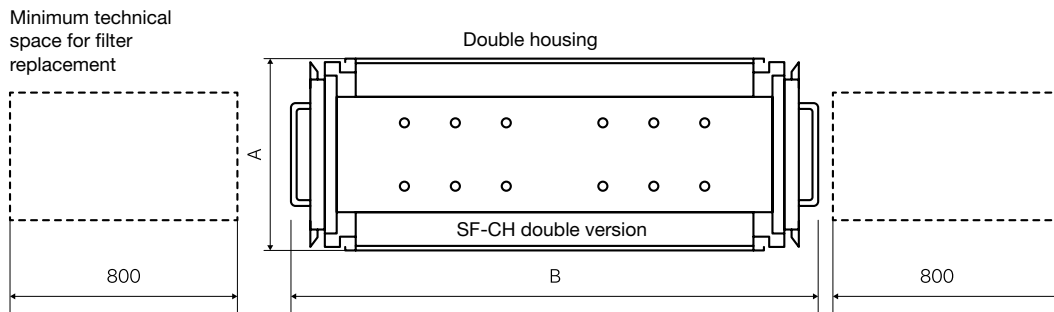 Minimum technical
space for filter
replacement
Double housing
A
SF-CH double version
800
B
800